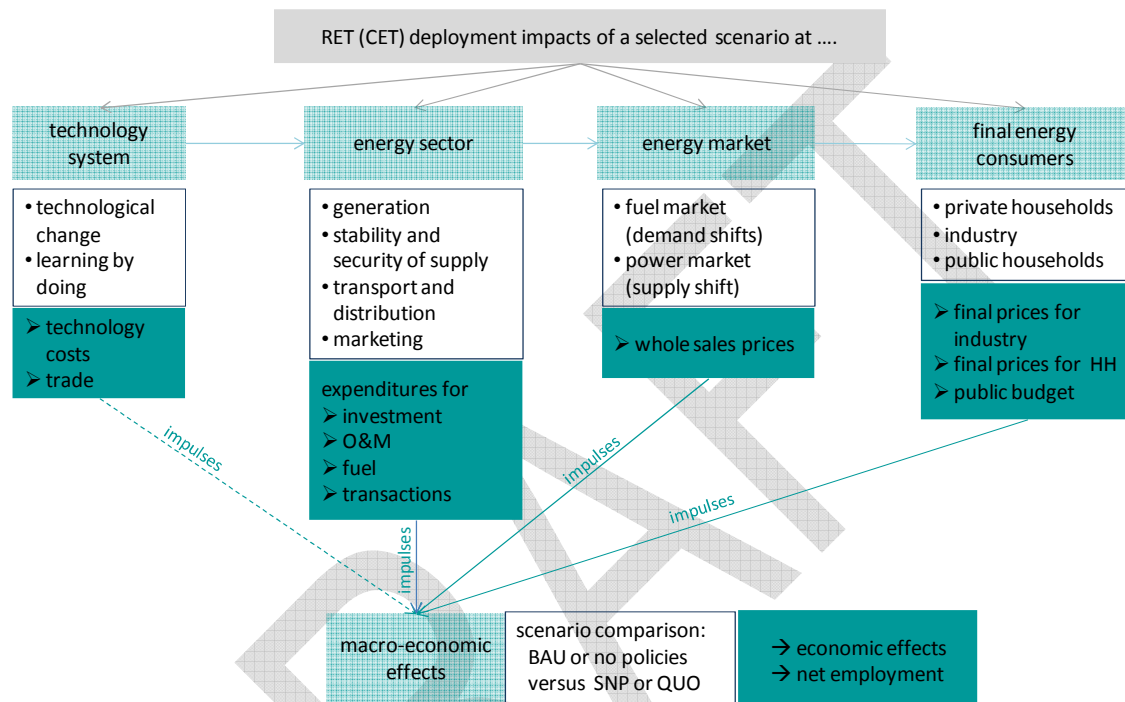 RET (CET) deployment impacts of a selected scenario at ....
technology
system
energy sector
energy market
final energy
consumers
• technological
change
• learning by
doing
➢ technology
costs
➢ trade
• generation
• stability and
security of supply
• transport and
distribution
• marketing
expenditures for
➢ investment
➢ O&M
➢ fuel
➢ transactions
• fuel market
(demand shifts)
• power market
(supply shift)
➢ whole sales prices
• private households
• industry
• public households
➢ final prices for
industry
➢ final prices for HH
➢ public budget
impulses
impulses
impulses
impulses
macro-economic
effects
scenario comparison:
BAU or no policies
versus SNP or QUO
→ economic effects
→ net employment
DRAFT